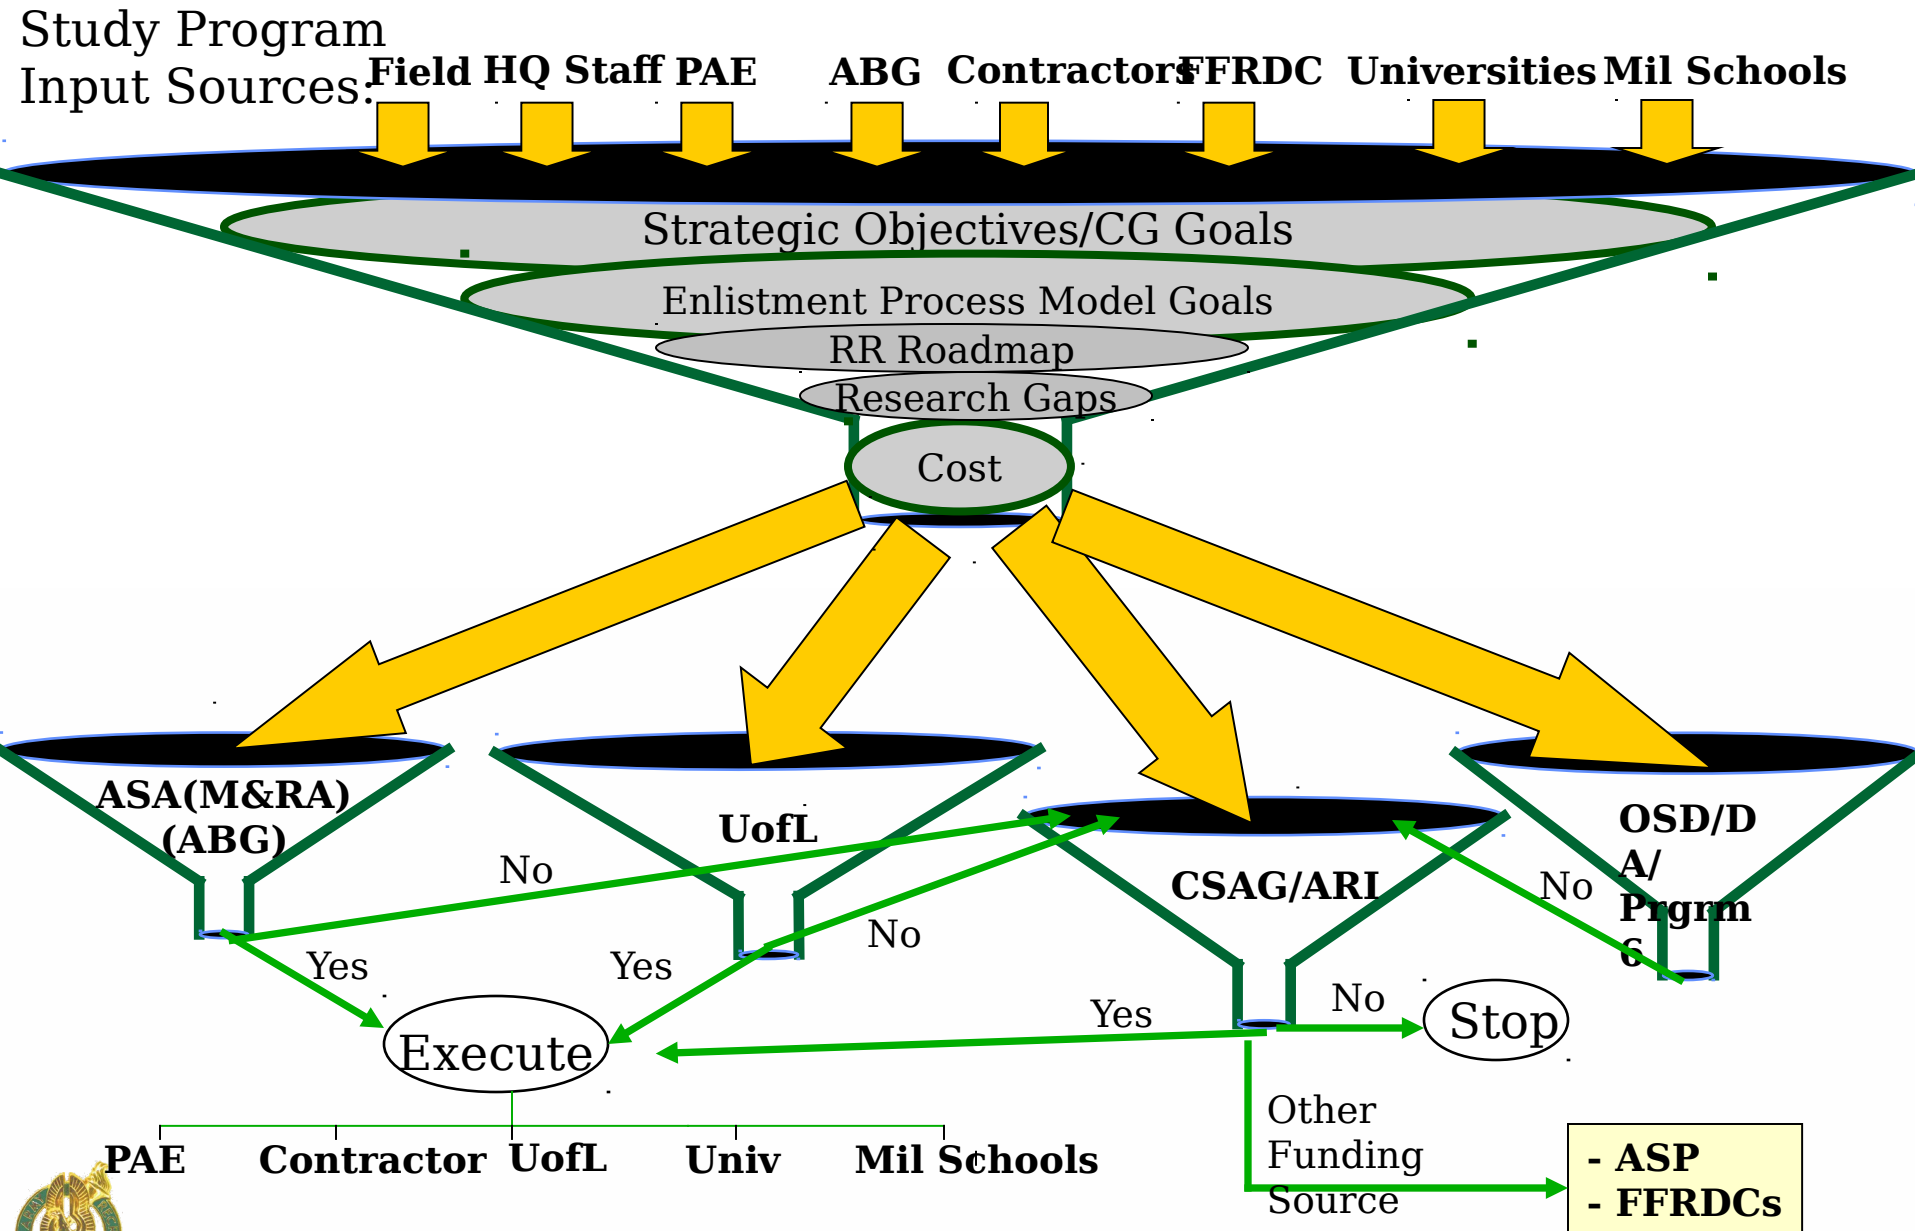 Study Program
Input Sources:
Field HQ Staff PAE ABG Contractors FFRDC Universities Mil Schools
Strategic Objectives/CG Goals
Enlistment Process Model Goals
RR Roadmap
Research Gaps
Cost
ASA(M&RA)
(ABG)
UofL
CSAG/ARI
OSD/D
A/
Prgrm
6
No
No
No
Yes
Yes
Yes
No
Execute
Stop
PAE Contractor UofL Univ Mil Schools
Other
Funding
Source
- ASP
- FFRDCs